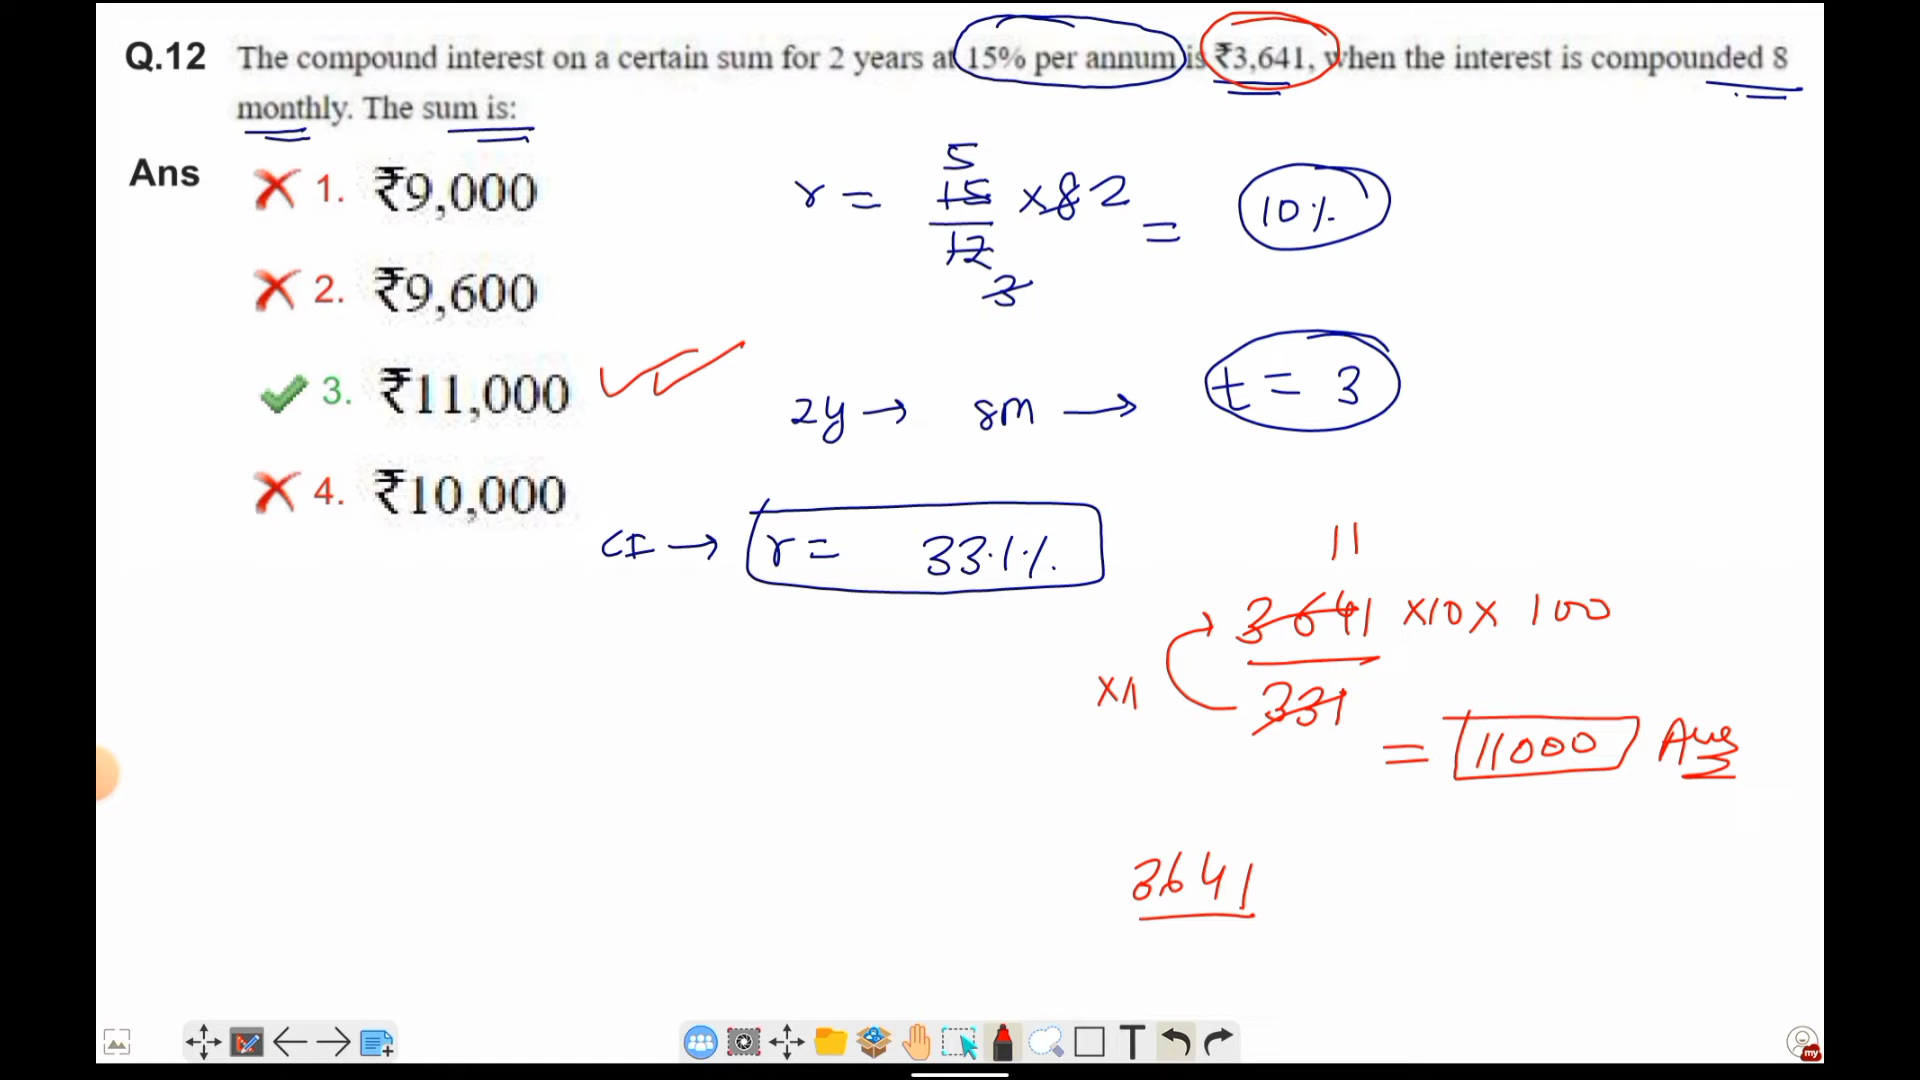 Q.12 The compound interest on a certain sum for 2 years at 15% per annum is ₹3,641, when the interest is compounded 8
monthly. The sum is:
Ans
1. ₹9,000
2. ₹9,600
3. ₹11,000
4. ₹10,000
5
r = 15 × 8 2 = 10%
12
3
2y → 8m → t = 3
CI → r = 33.1%
11
3641 ×10× 100
331
×11
= 11000 Ans
3641
T
my